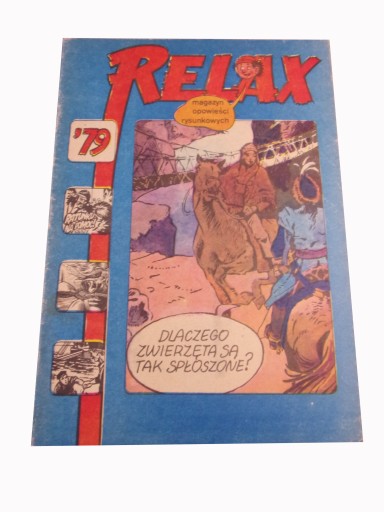 RELAX
magazyn
opowieści
rysunkowych
'79
DLACZEGO
ZWIERZĘTA SĄ
TAK SPŁOSZONE?